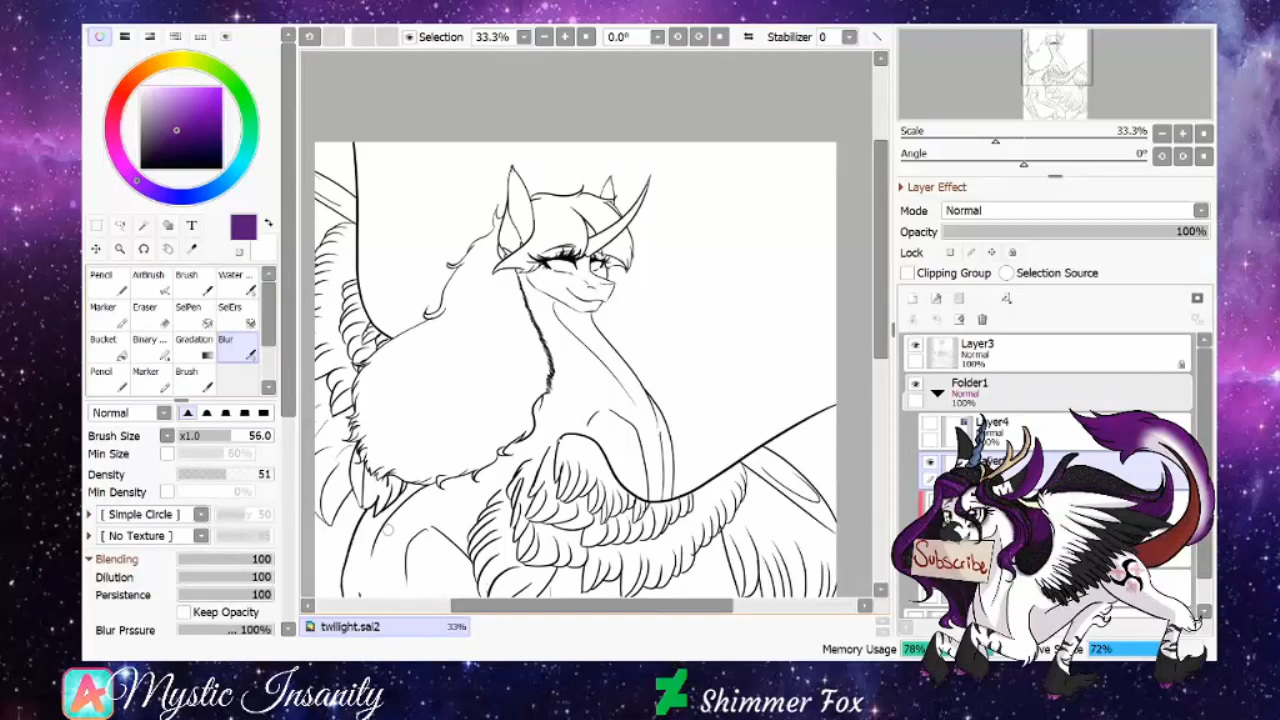 Selection 33.3% 0.0° Stabilizer 0
T
Pencil AirBrush Brush Water ...
Marker Eraser SelPen SelErs
Bucket Binary ... Gradation Blur
Pencil Marker Brush
Normal
Brush Size x1.0 56.0
Min Size 60%
Density 51
Min Density 0%
[ Simple Circle ] 50
[ No Texture ]
Blending 100
Dilution 100
Persistence 100
Keep Opacity
Blur Prssure ... 100%
twilight.sai2 33%
Scale 33.3%
Angle 0°
Layer Effect
Mode Normal
Opacity 100%
Lock
Clipping Group Selection Source
Layer3
Normal
100%
Folder1
Normal
100%
Layer4
Normal
100%
Subscribe
Memory Usage 78% 72%
Mystic Insanity
Shimmer Fox